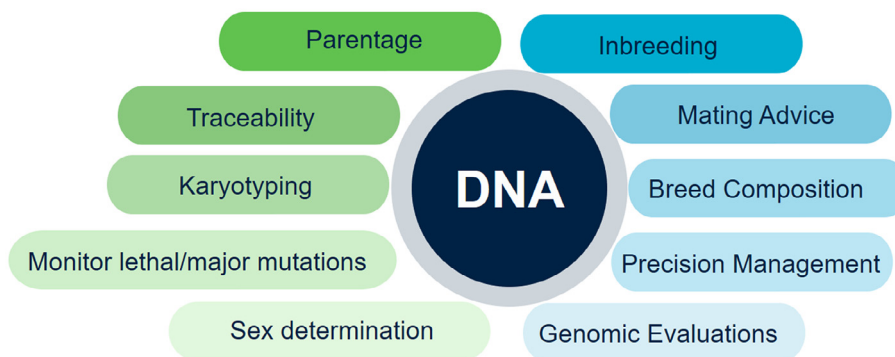 Parentage
Inbreeding
Traceability
Mating Advice
Karyotyping
DNA
Breed Composition
Monitor lethal/major mutations
Precision Management
Sex determination
Genomic Evaluations